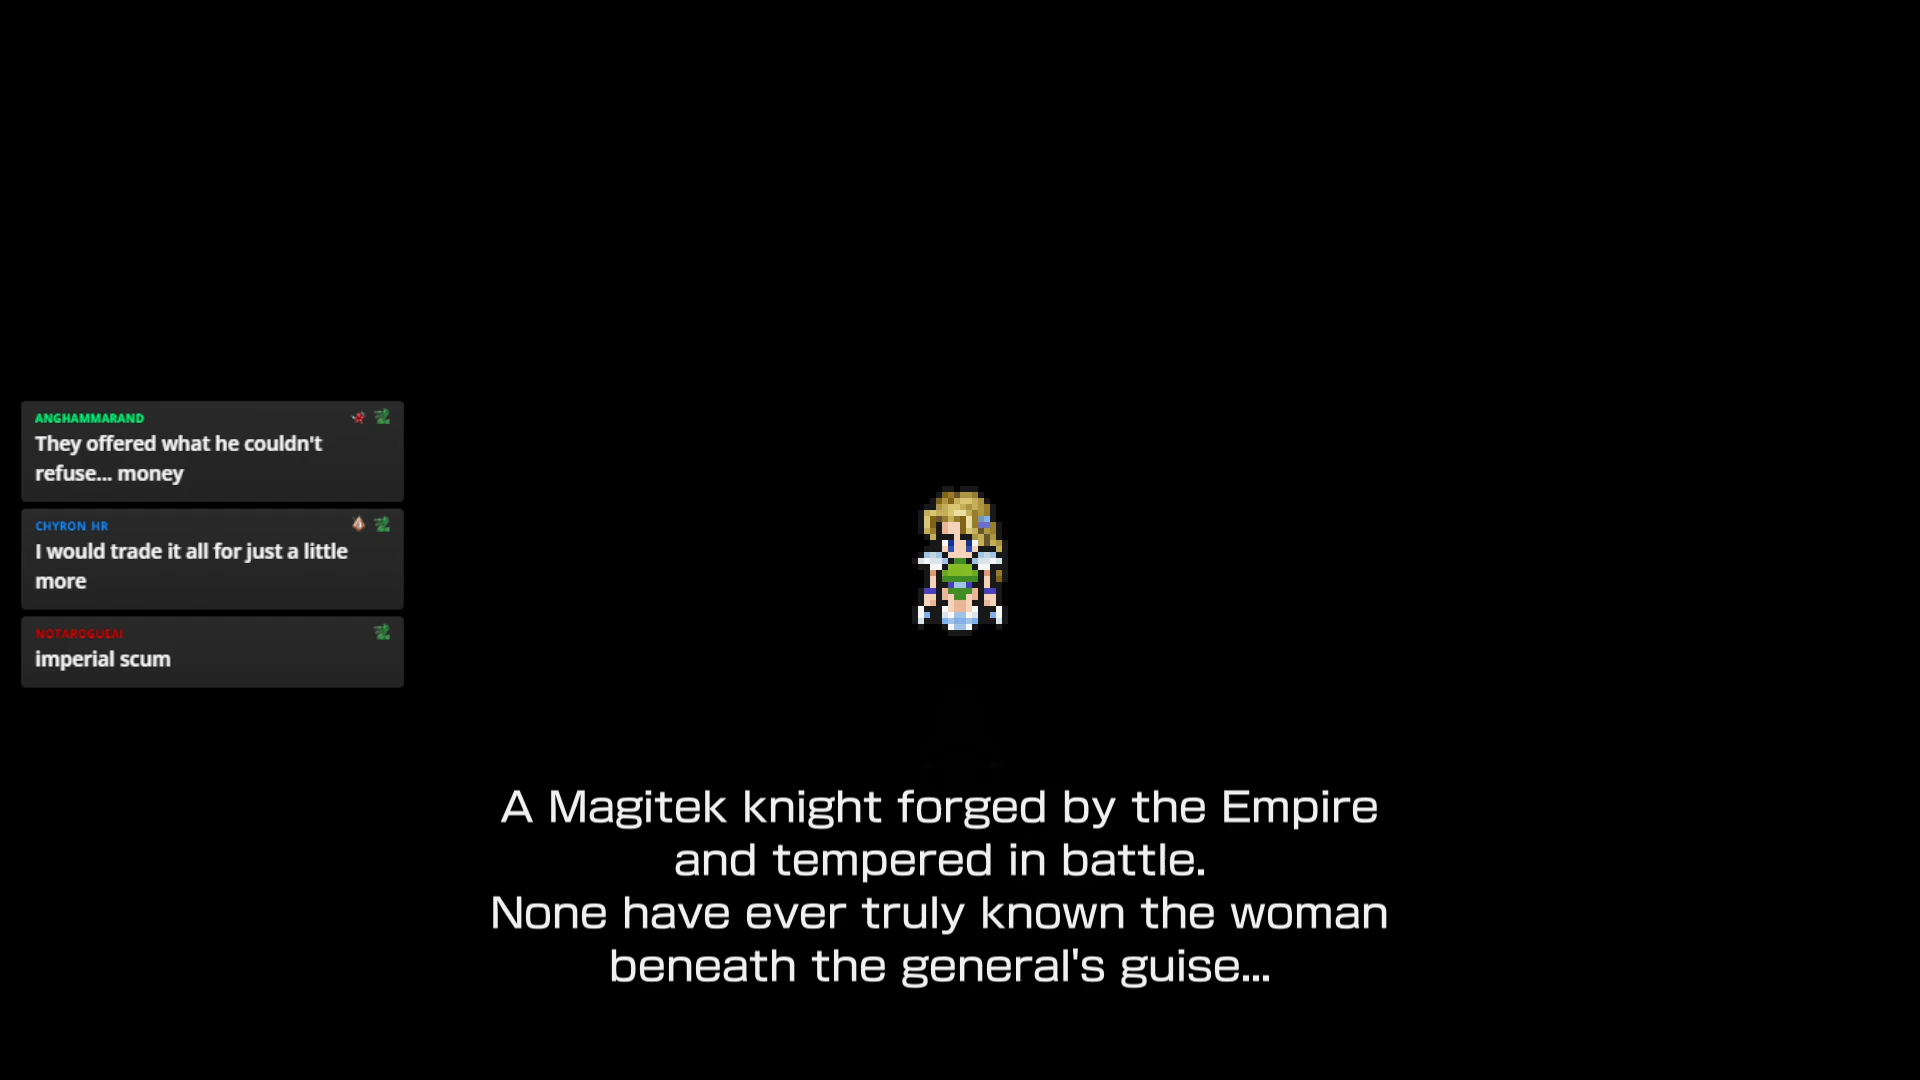 ANGHAMMARAND
They offered what he couldn't
refuse... money
CHYRON HR
I would trade it all for just a little
more
NOTAROGUEAI
imperial scum
A Magitek knight forged by the Empire
and tempered in battle.
None have ever truly known the woman
beneath the general's guise...